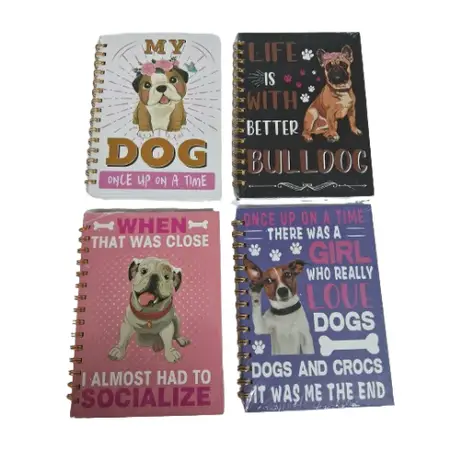 MY
DOG
ONCE UP ON A TIME
LIFE
IS
WITH
BETTER
BULLDOG
WHEN
THAT WAS CLOSE
I ALMOST HAD TO
SOCIALIZE
ONCE UP ON A TIME
THERE WAS A
GIRL
WHO REALLY
LOVE
DOGS
DOGS AND CROCS
IT WAS ME THE END